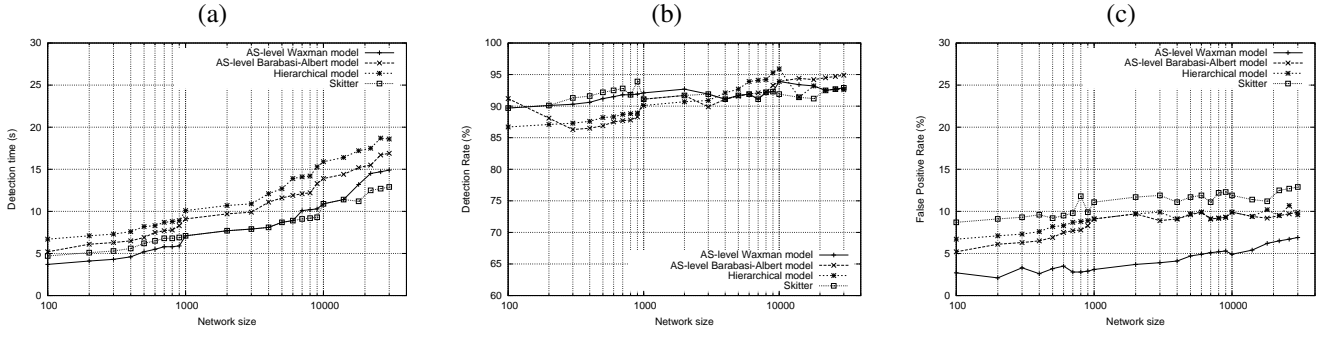 (a)
30
25
20
15
10
5
0
Detection time (s)
100
1000
10000
Network size
AS-level Waxman model
AS-level Barabasi-Albert model
Hierarchical model
Skitter
(b)
100
95
90
85
80
75
70
65
60
Detection Rate (%)
100
1000
10000
Network size
AS-level Waxman model
AS-level Barabasi-Albert model
Hierarchical model
Skitter
(c)
30
25
20
15
10
5
0
False Positive Rate (%)
100
1000
10000
Network size
AS-level Waxman model
AS-level Barabasi-Albert model
Hierarchical model
Skitter